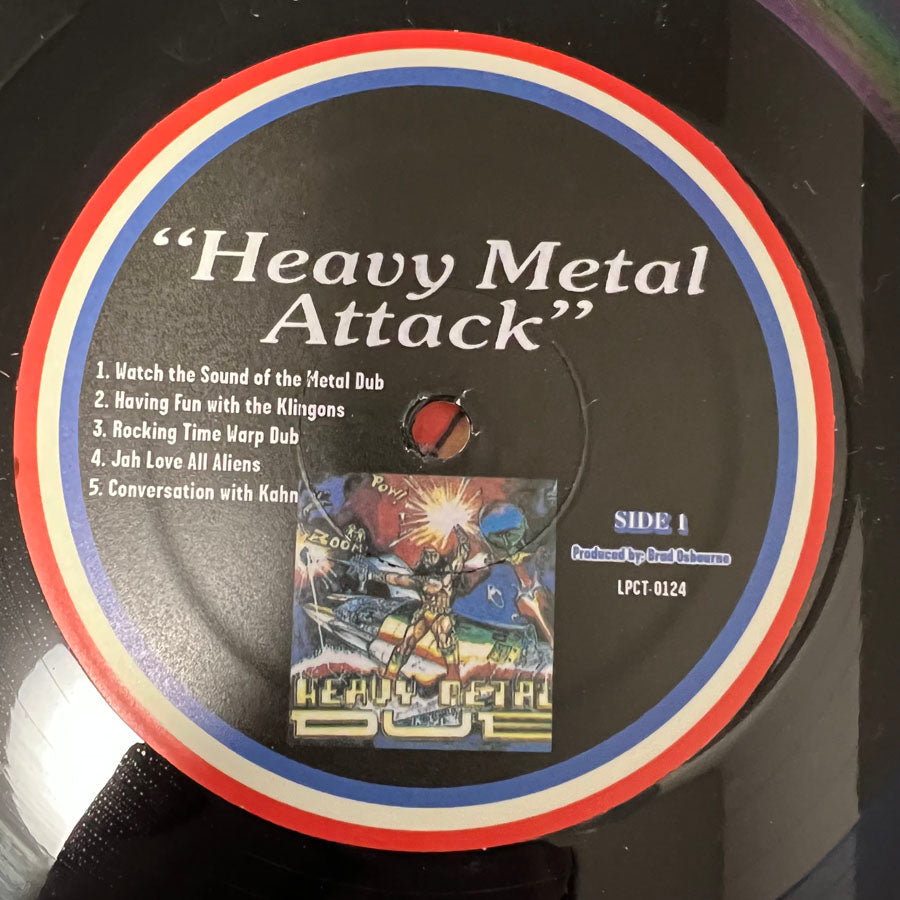 “Heavy Metal
Attack”
1. Watch the Sound of the Metal Dub
2. Having Fun with the Klingons
3. Rocking Time Warp Dub
4. Jah Love All Aliens
5. Conversation with Kahn
SIDE 1
Produced by: Brad Osbourne
LPCT-0124
POW!
BOOM
HEAVY METAL
DUB